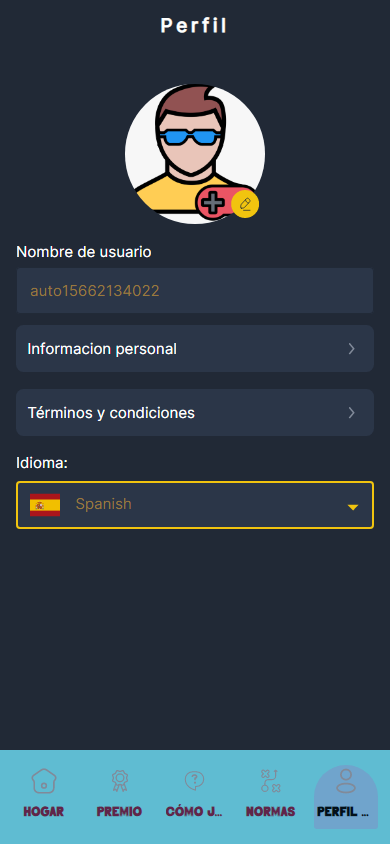 Perfil
Nombre de usuario
auto15662134022
Informacion personal
Términos y condiciones
Idioma:
Spanish
HOGAR PREMIO CÓMO J... NORMAS PERFIL ...